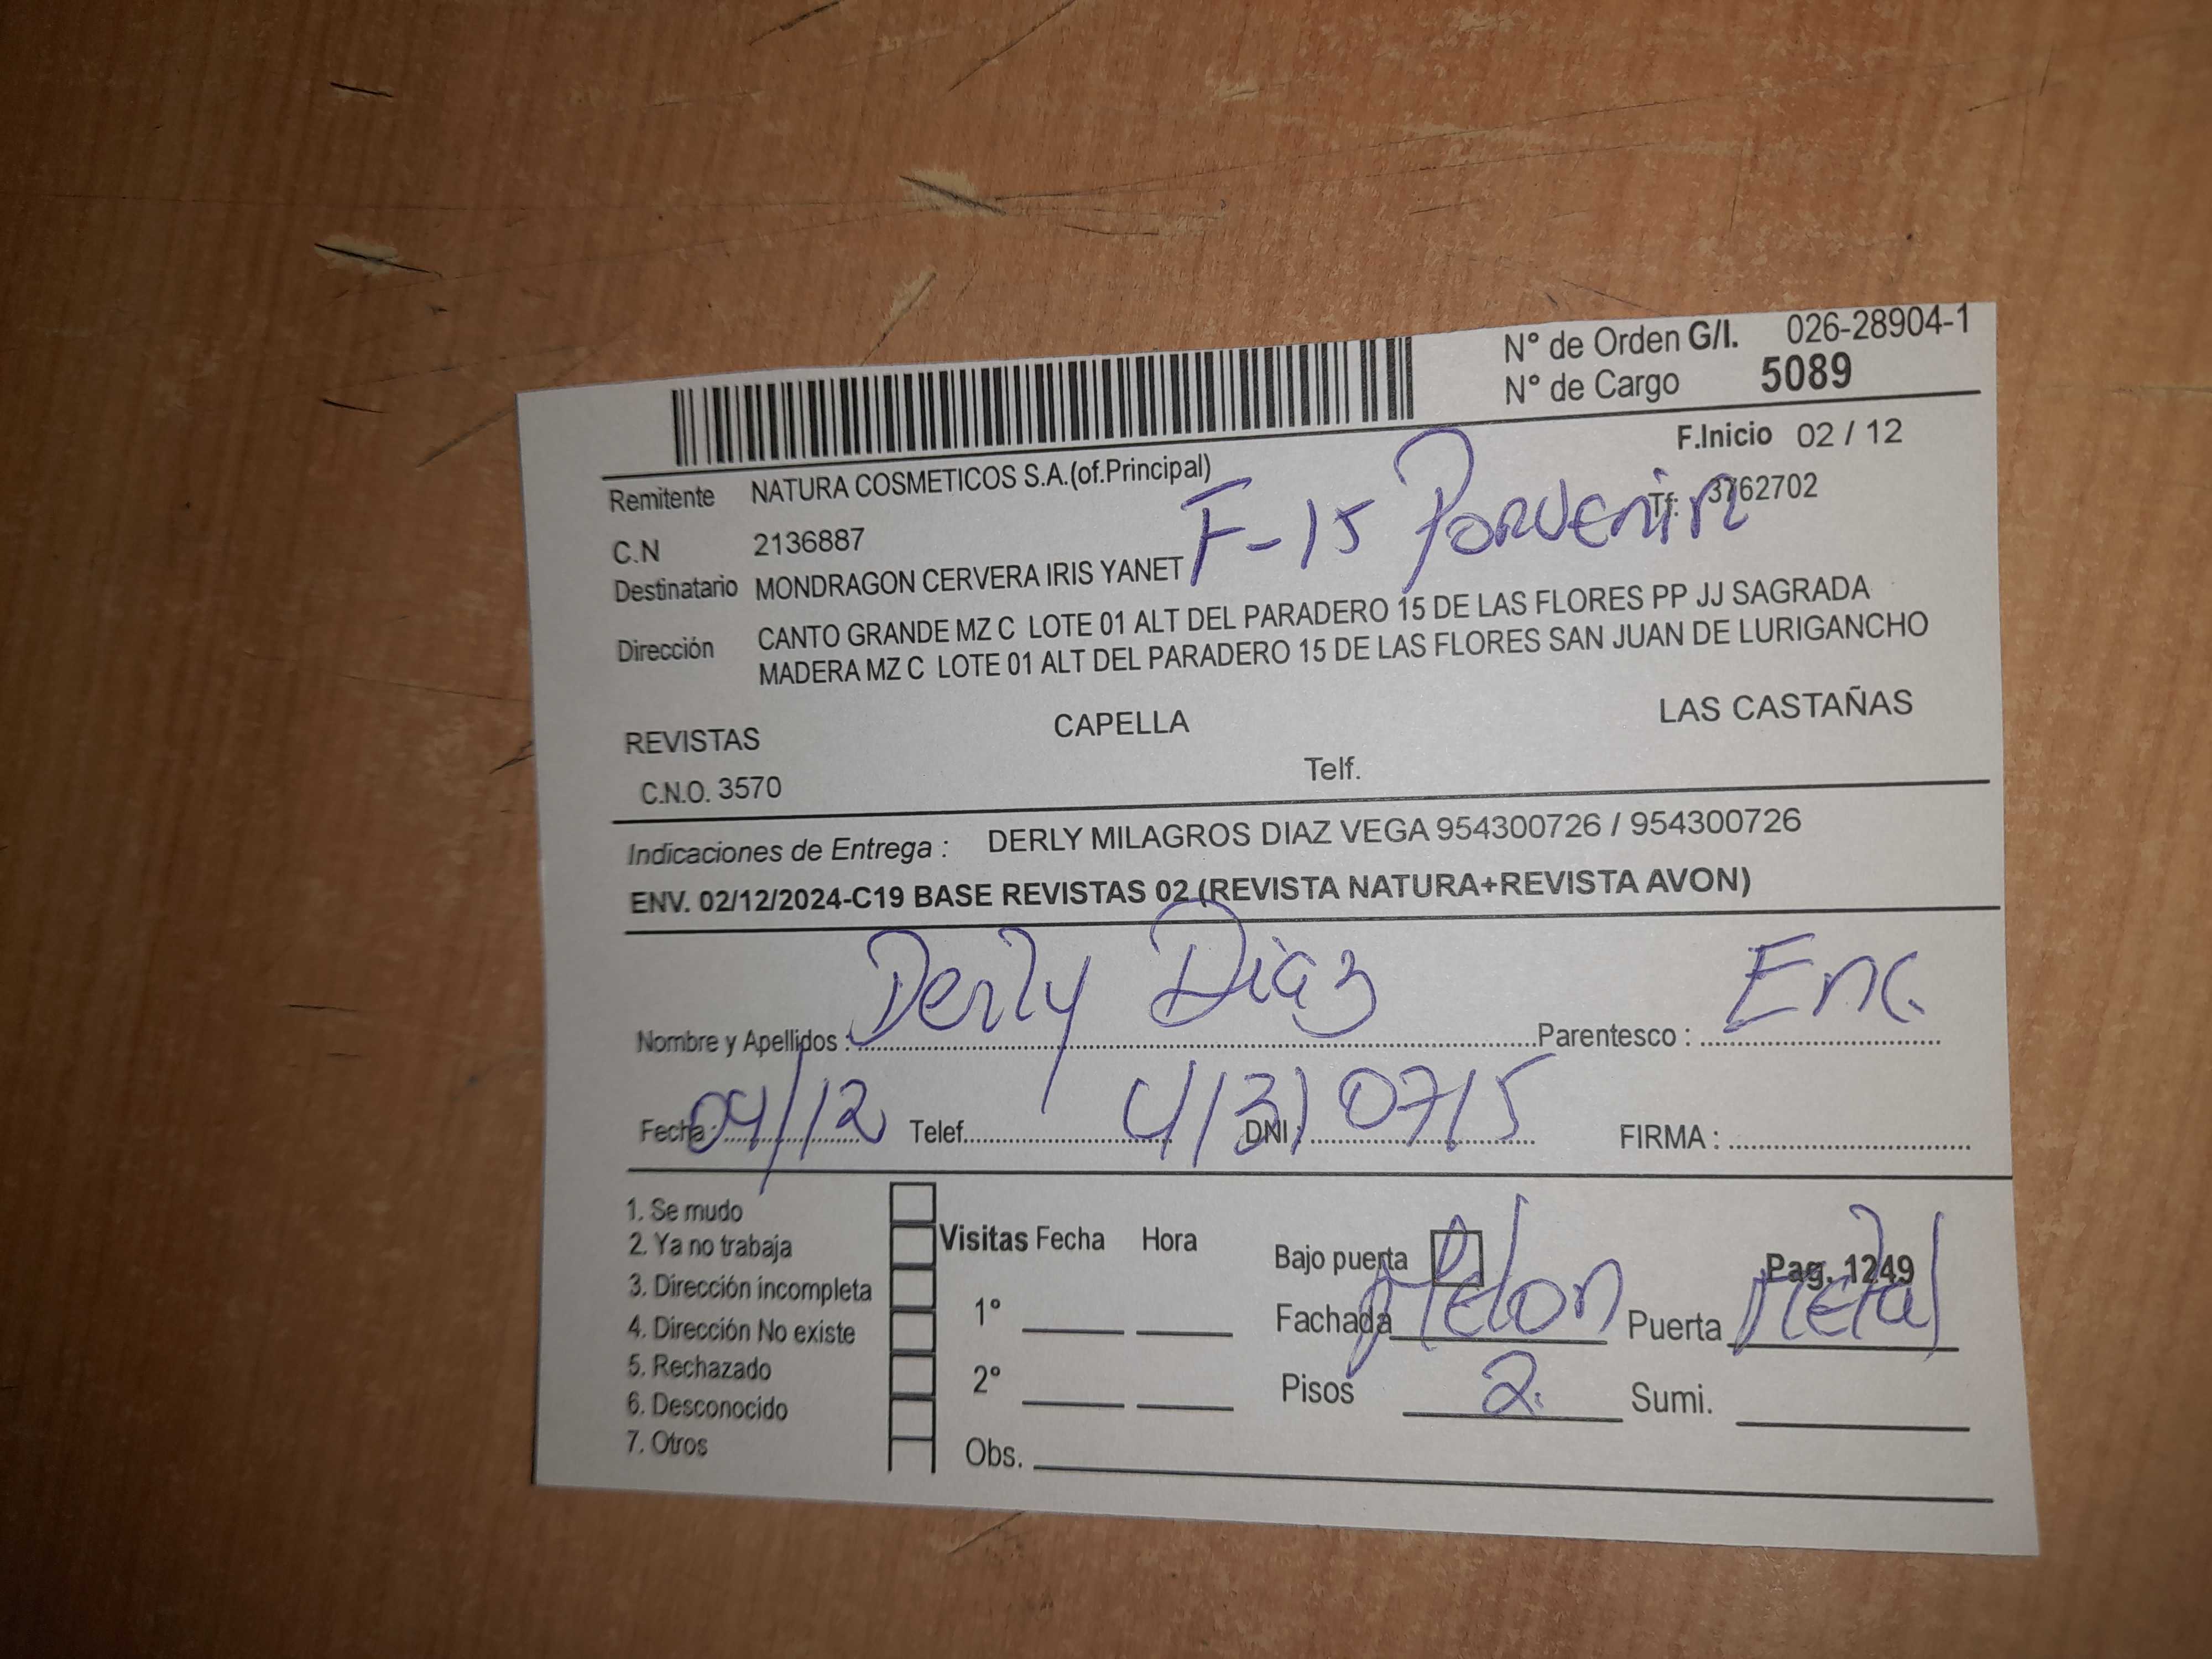 N° de Orden G/I. 026-28904-1
N° de Cargo 5089
F.Inicio 02 / 12
Remitente NATURA COSMETICOS S.A.(of.Principal)
Tf: 3762702
F-15 Porvenir
C.N 2136887
Destinatario MONDRAGON CERVERA IRIS YANET
Dirección CANTO GRANDE MZ C LOTE 01 ALT DEL PARADERO 15 DE LAS FLORES PP JJ SAGRADA
MADERA MZ C LOTE 01 ALT DEL PARADERO 15 DE LAS FLORES SAN JUAN DE LURIGANCHO
REVISTAS CAPELLA LAS CASTAÑAS
C.N.O. 3570 Telf.
Indicaciones de Entrega : DERLY MILAGROS DIAZ VEGA 954300726 / 954300726
ENV. 02/12/2024-C19 BASE REVISTAS 02 (REVISTA NATURA+REVISTA AVON)
Nombre y Apellidos : Derly Diaz Parentesco : Enc.
Fecha : 04/12 Telef. DNI : 41310715 FIRMA :
1. Se mudo
2. Ya no trabaja
3. Dirección incompleta
4. Dirección No existe
5. Rechazado
6. Desconocido
7. Otros
Visitas Fecha Hora
1°
2°
Obs.
Bajo puerta Pag. 1249
Fachada Melon Puerta Metal
Pisos 2. Sumi.